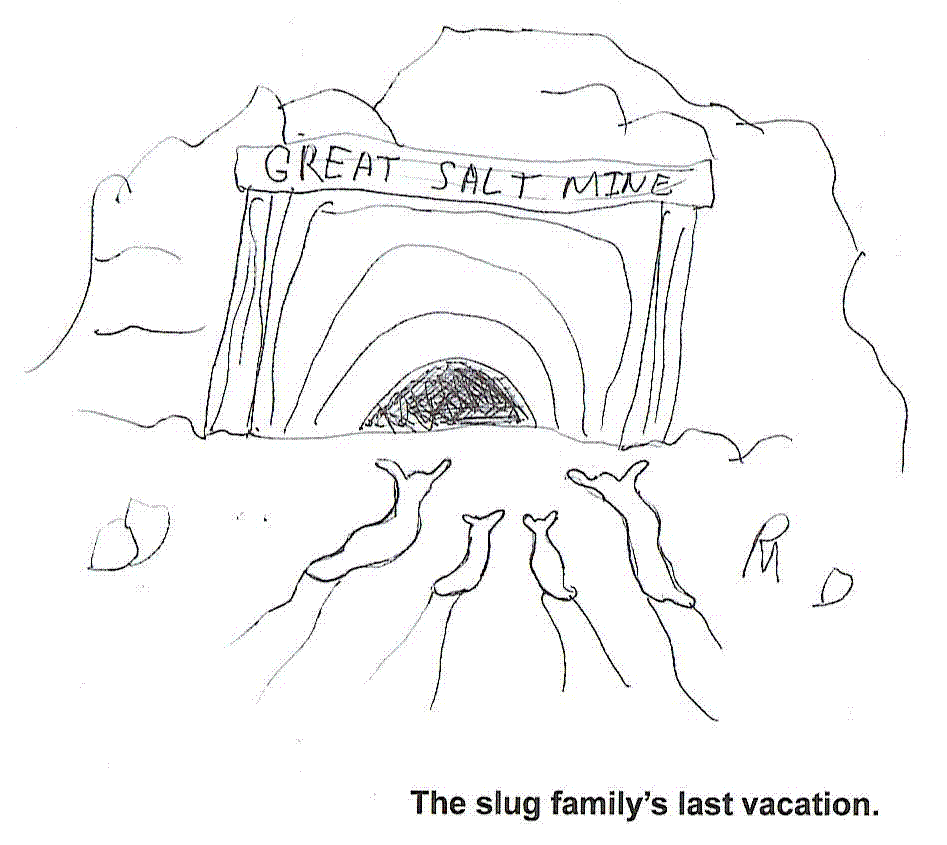 GREAT SALT MINE
The slug family's last vacation.